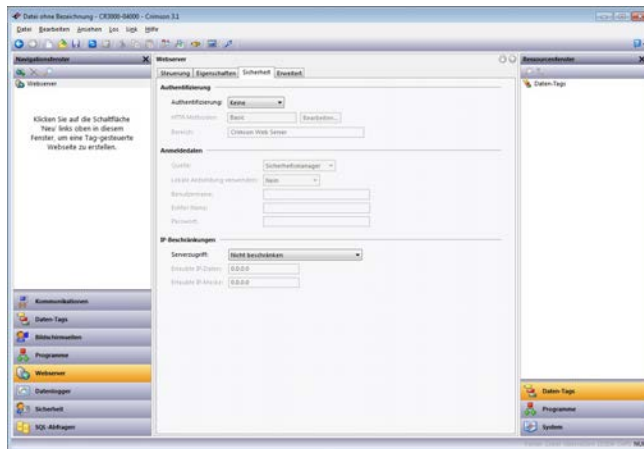 Datei ohne Bezeichnung - CR3000-04000 - Crimson 3.1
Datei Bearbeiten Ansehen Los Link Hilfe
Navigationsfenster
Webserver
Klicken Sie auf die Schaltfläche
'Neu' links oben in diesem
Fenster, um eine Tag-gesteuerte
Webseite zu erstellen.
Kommunikationen
Daten-Tags
Bildschirmseiten
Programme
Webserver
Datenlogger
Sicherheit
SQL-Abfragen
Webserver
Steuerung Eigenschaften Sicherheit Erweitert
Authentifizierung
Authentifizierung: Keine
HTTP-Methoden: Basic Bearbeiten...
Bereich: Crimson Web Server
Anmeldedaten
Quelle: Sicherheitsmanager
Lokale Anmeldung verwenden: Nein
Benutzername:
Echter Name:
Passwort:
IP-Beschränkungen
Serverzugriff: Nicht beschränken
Erlaubte IP-Daten: 0.0.0.0
Erlaubte IP-Maske: 0.0.0.0
Ressourcenfenster
Daten-Tags
Daten-Tags
Programme
System
NUM